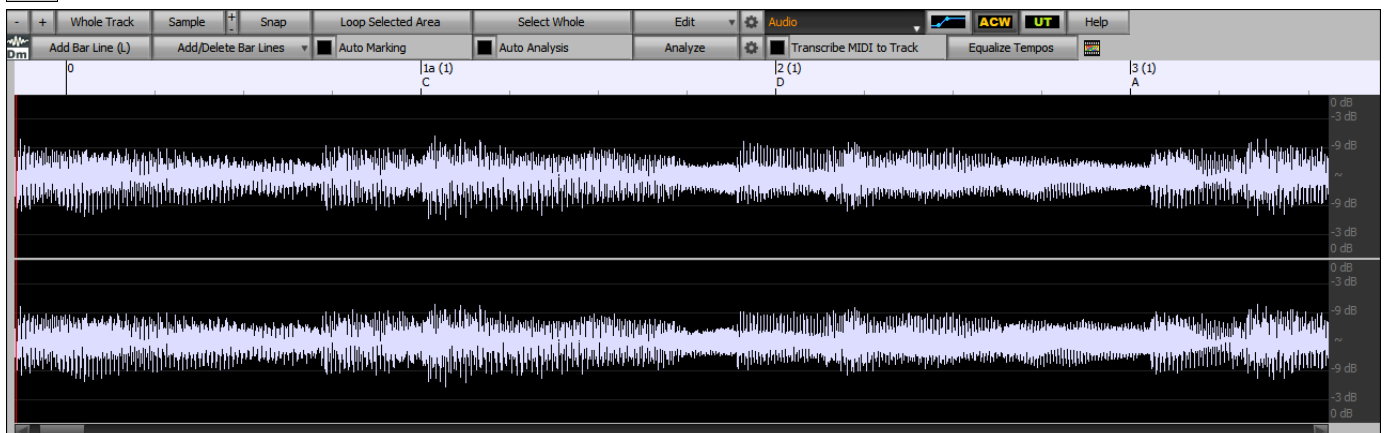 - + Whole Track Sample + - Snap Loop Selected Area Select Whole Edit Audio ACW UT Help
Dm Add Bar Line (L) Add/Delete Bar Lines Auto Marking Auto Analysis Analyze Transcribe MIDI to Track Equalize Tempos
0 1a (1) 2 (1) 3 (1)
C D A
0 dB
-3 dB
-9 dB
~
-9 dB
-3 dB
0 dB
0 dB
-3 dB
-9 dB
~
-9 dB
-3 dB
0 dB